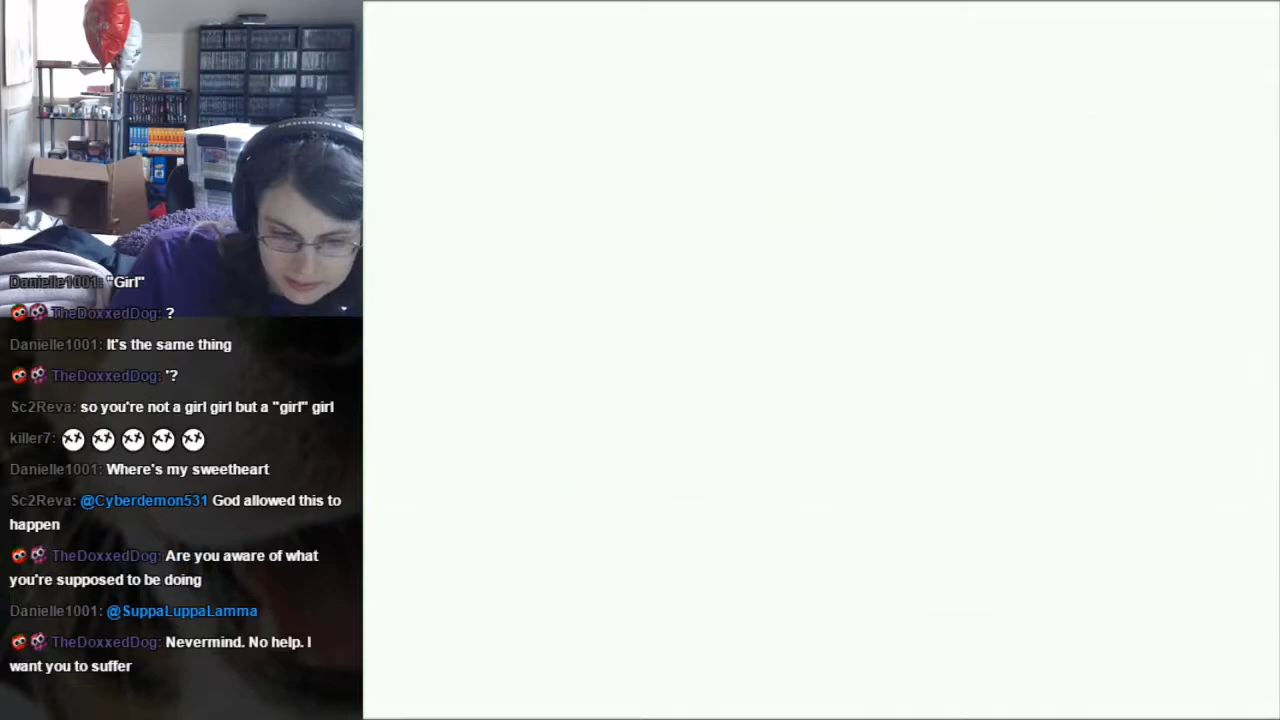 Danielle1001: "Girl"
TheDoxxedDog: ?
Danielle1001: It's the same thing
TheDoxxedDog: '?
Sc2Reva: so you're not a girl girl but a "girl" girl
killer7:
Danielle1001: Where's my sweetheart
Sc2Reva: @Cyberdemon531 God allowed this to
happen
TheDoxxedDog: Are you aware of what
you're supposed to be doing
Danielle1001: @SuppaLuppaLamma
TheDoxxedDog: Nevermind. No help. I
want you to suffer